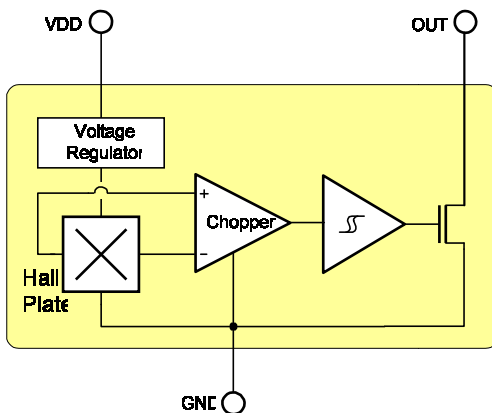 VDD
OUT
Voltage
Regulator
+
Chopper
−
Hall
Plate
GND